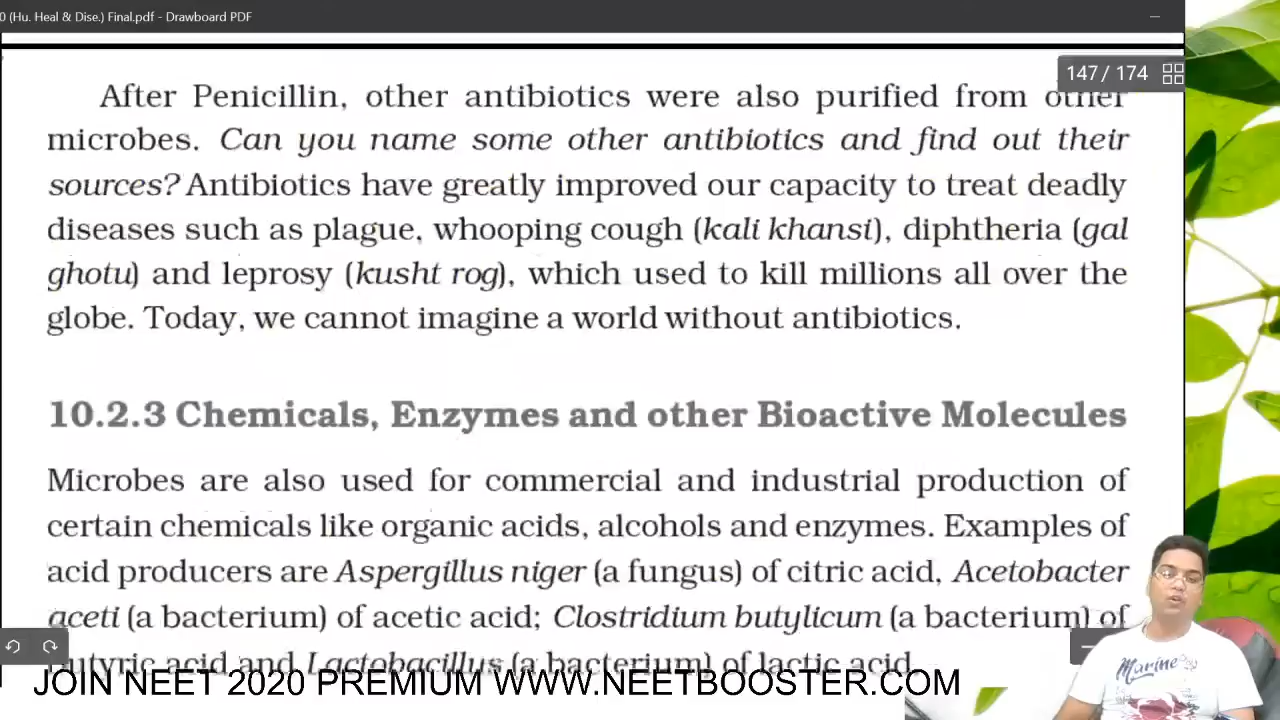 0 (Hu. Heal & Dise.) Final.pdf - Drawboard PDF
147 / 174
After Penicillin, other antibiotics were also purified from other
microbes. Can you name some other antibiotics and find out their
sources? Antibiotics have greatly improved our capacity to treat deadly
diseases such as plague, whooping cough (kali khansi), diphtheria (gal
ghotu) and leprosy (kusht rog), which used to kill millions all over the
globe. Today, we cannot imagine a world without antibiotics.
10.2.3 Chemicals, Enzymes and other Bioactive Molecules
Microbes are also used for commercial and industrial production of
certain chemicals like organic acids, alcohols and enzymes. Examples of
acid producers are Aspergillus niger (a fungus) of citric acid, Acetobacter
aceti (a bacterium) of acetic acid; Clostridium butylicum (a bacterium) of
butyric acid and Lactobacillus (a bacterium) of lactic acid.
JOIN NEET 2020 PREMIUM WWW.NEETBOOSTER.COM
Marine